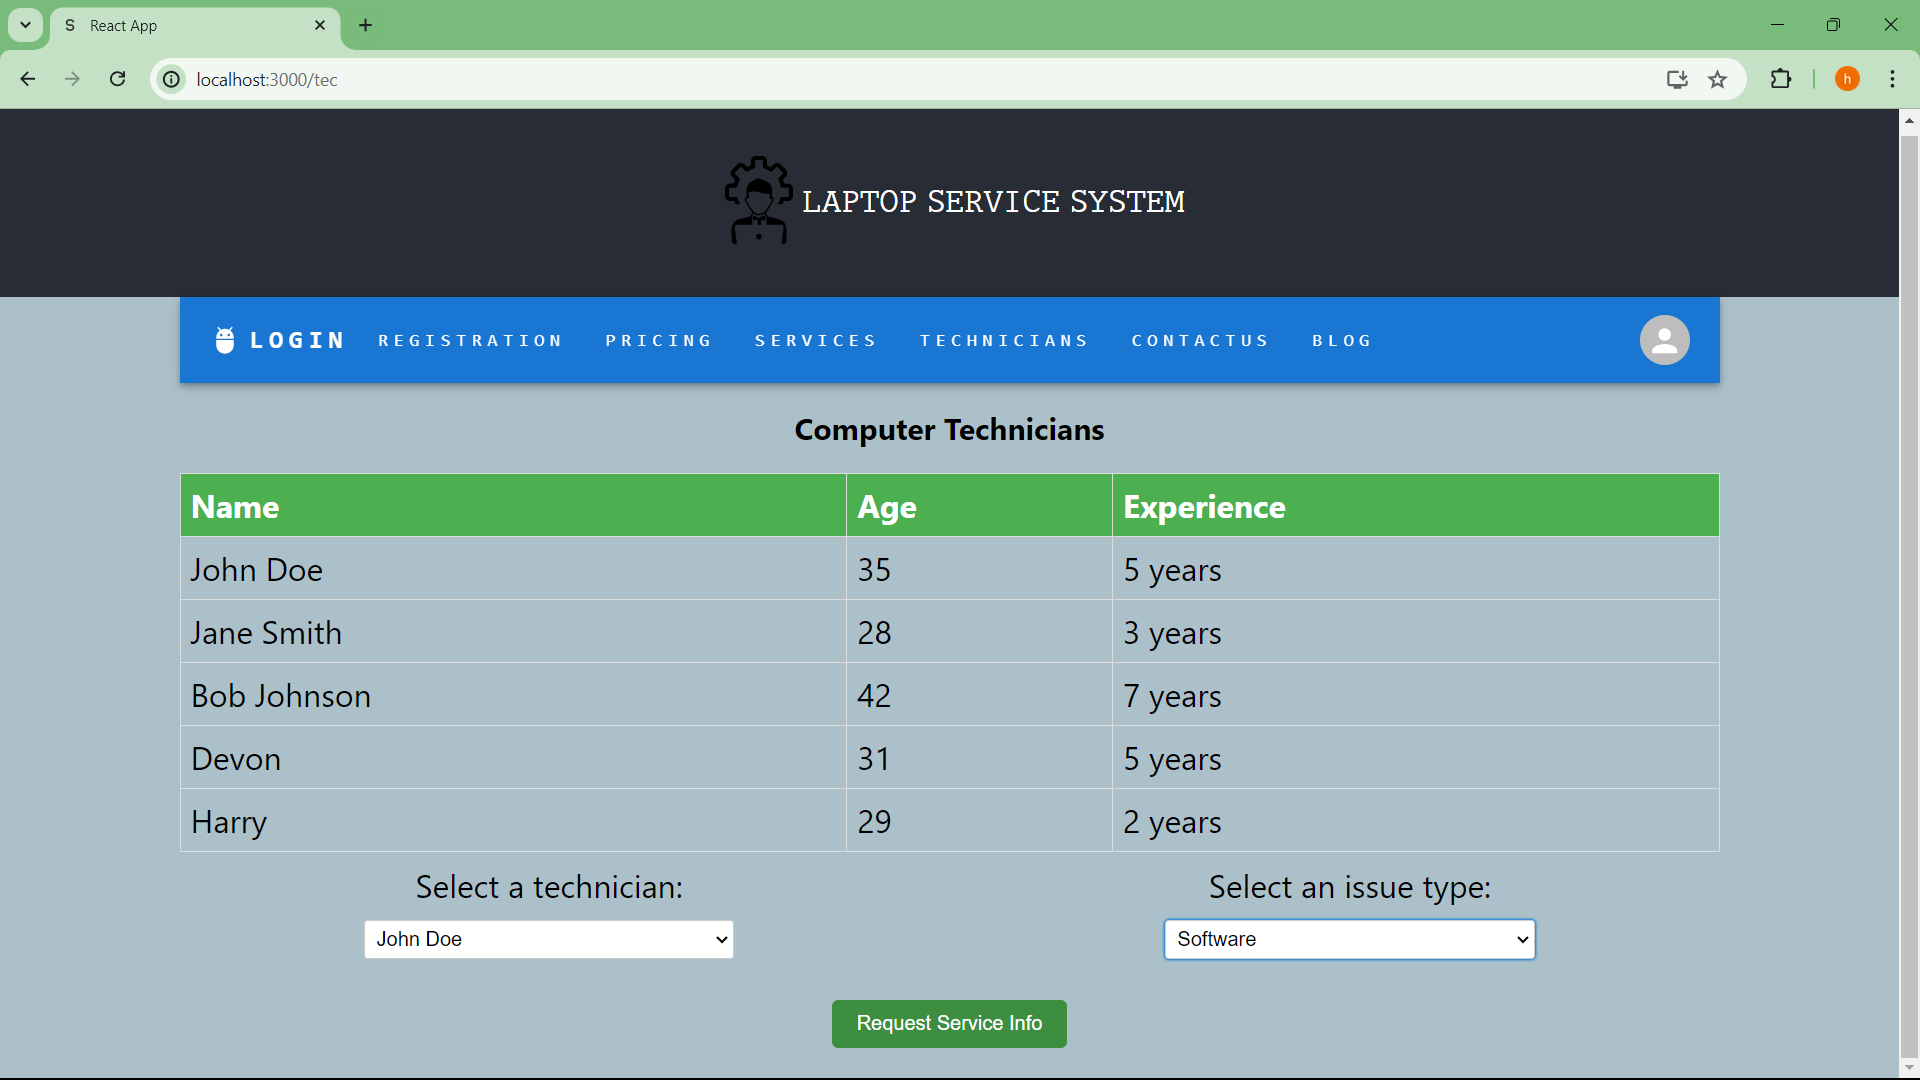 S React App
localhost:3000/tec
h
LAPTOP SERVICE SYSTEM
LOGIN REGISTRATION PRICING SERVICES TECHNICIANS CONTACTUS BLOG
Computer Technicians
Name Age Experience
John Doe 35 5 years
Jane Smith 28 3 years
Bob Johnson 42 7 years
Devon 31 5 years
Harry 29 2 years
Select a technician: Select an issue type:
John Doe Software
Request Service Info